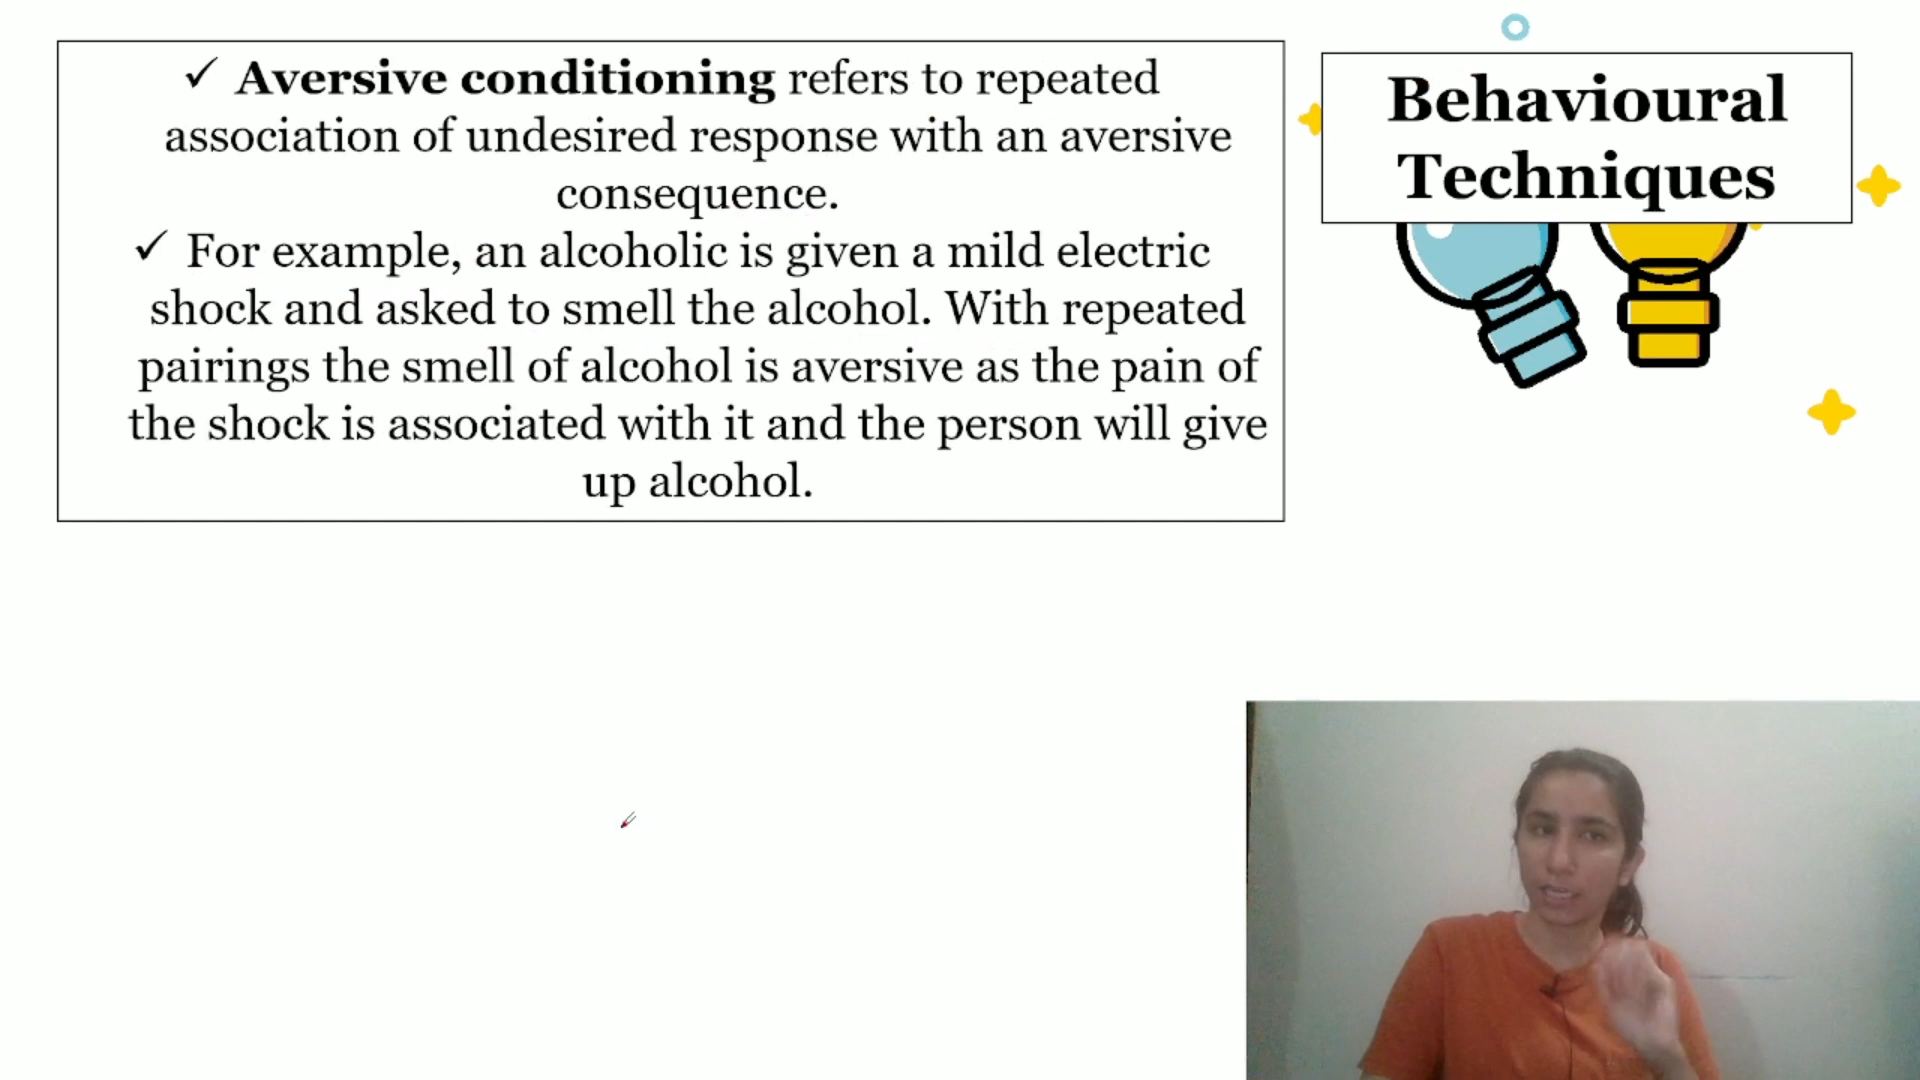 ✓ Aversive conditioning refers to repeated
association of undesired response with an aversive
consequence.
✓ For example, an alcoholic is given a mild electric
shock and asked to smell the alcohol. With repeated
pairings the smell of alcohol is aversive as the pain of
the shock is associated with it and the person will give
up alcohol.
Behavioural
Techniques